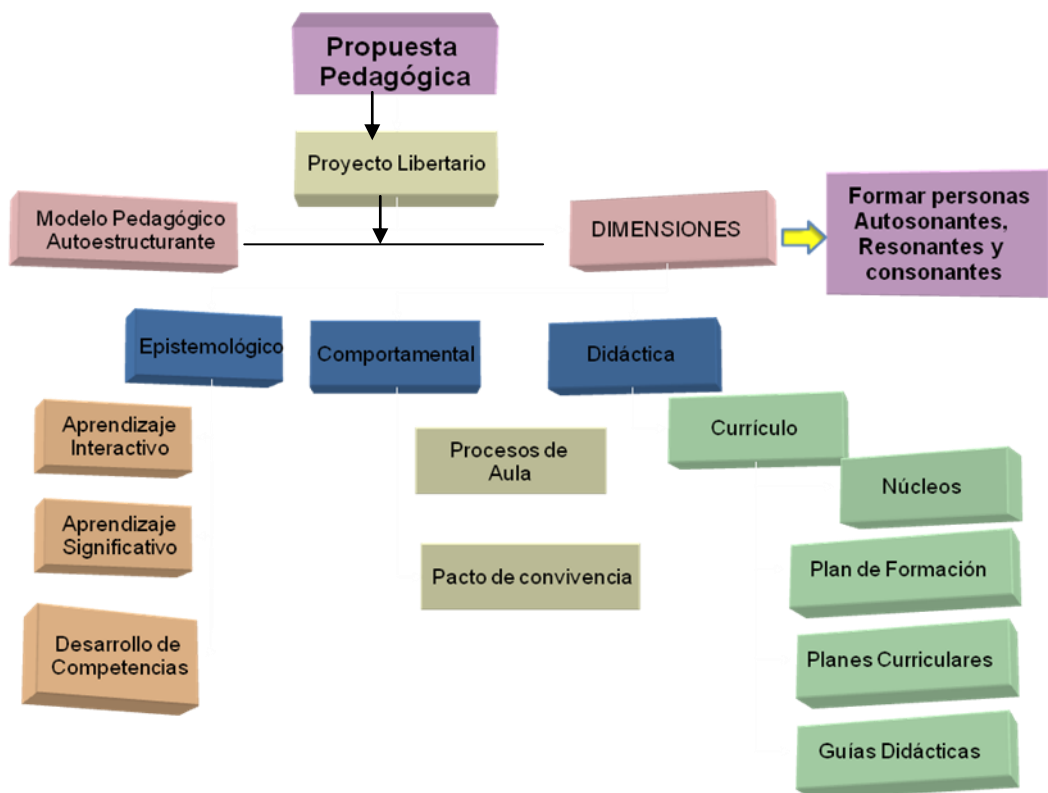 Propuesta
Pedagógica
Proyecto Libertario
Modelo Pedagógico
Autoestructurante
DIMENSIONES
Formar personas
Autosonantes,
Resonantes y
consonantes
Epistemológico
Comportamental
Didáctica
Aprendizaje
Interactivo
Procesos de
Aula
Currículo
Núcleos
Aprendizaje
Significativo
Pacto de convivencia
Plan de Formación
Desarrollo de
Competencias
Planes Curriculares
Guías Didácticas